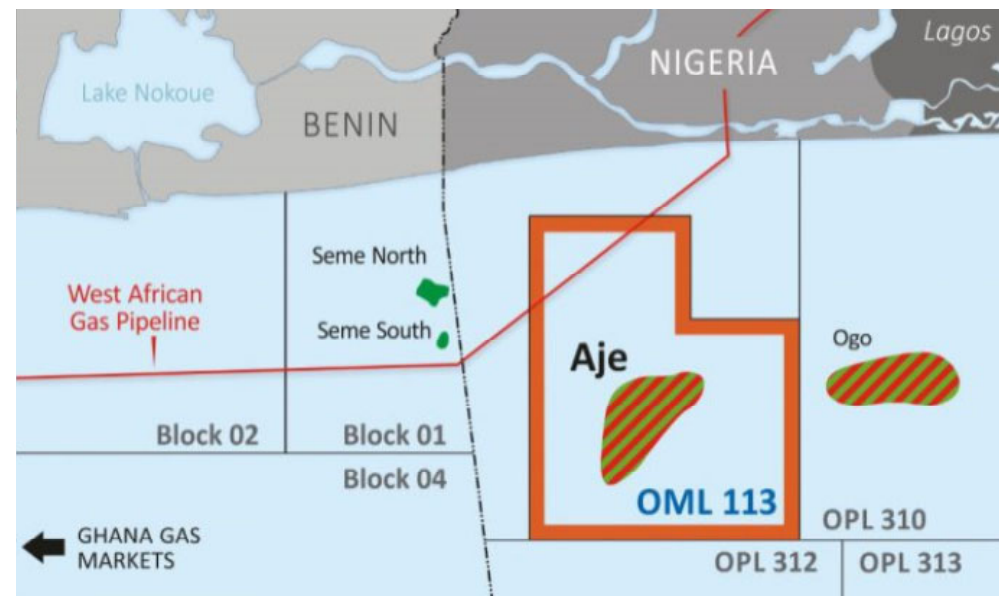 Lagos
NIGERIA
Lake Nokoue
BENIN
Seme North
West African
Gas Pipeline
Seme South
Ogo
Aje
Block 02
Block 01
Block 04
OML 113
OPL 310
GHANA GAS
MARKETS
OPL 312
OPL 313